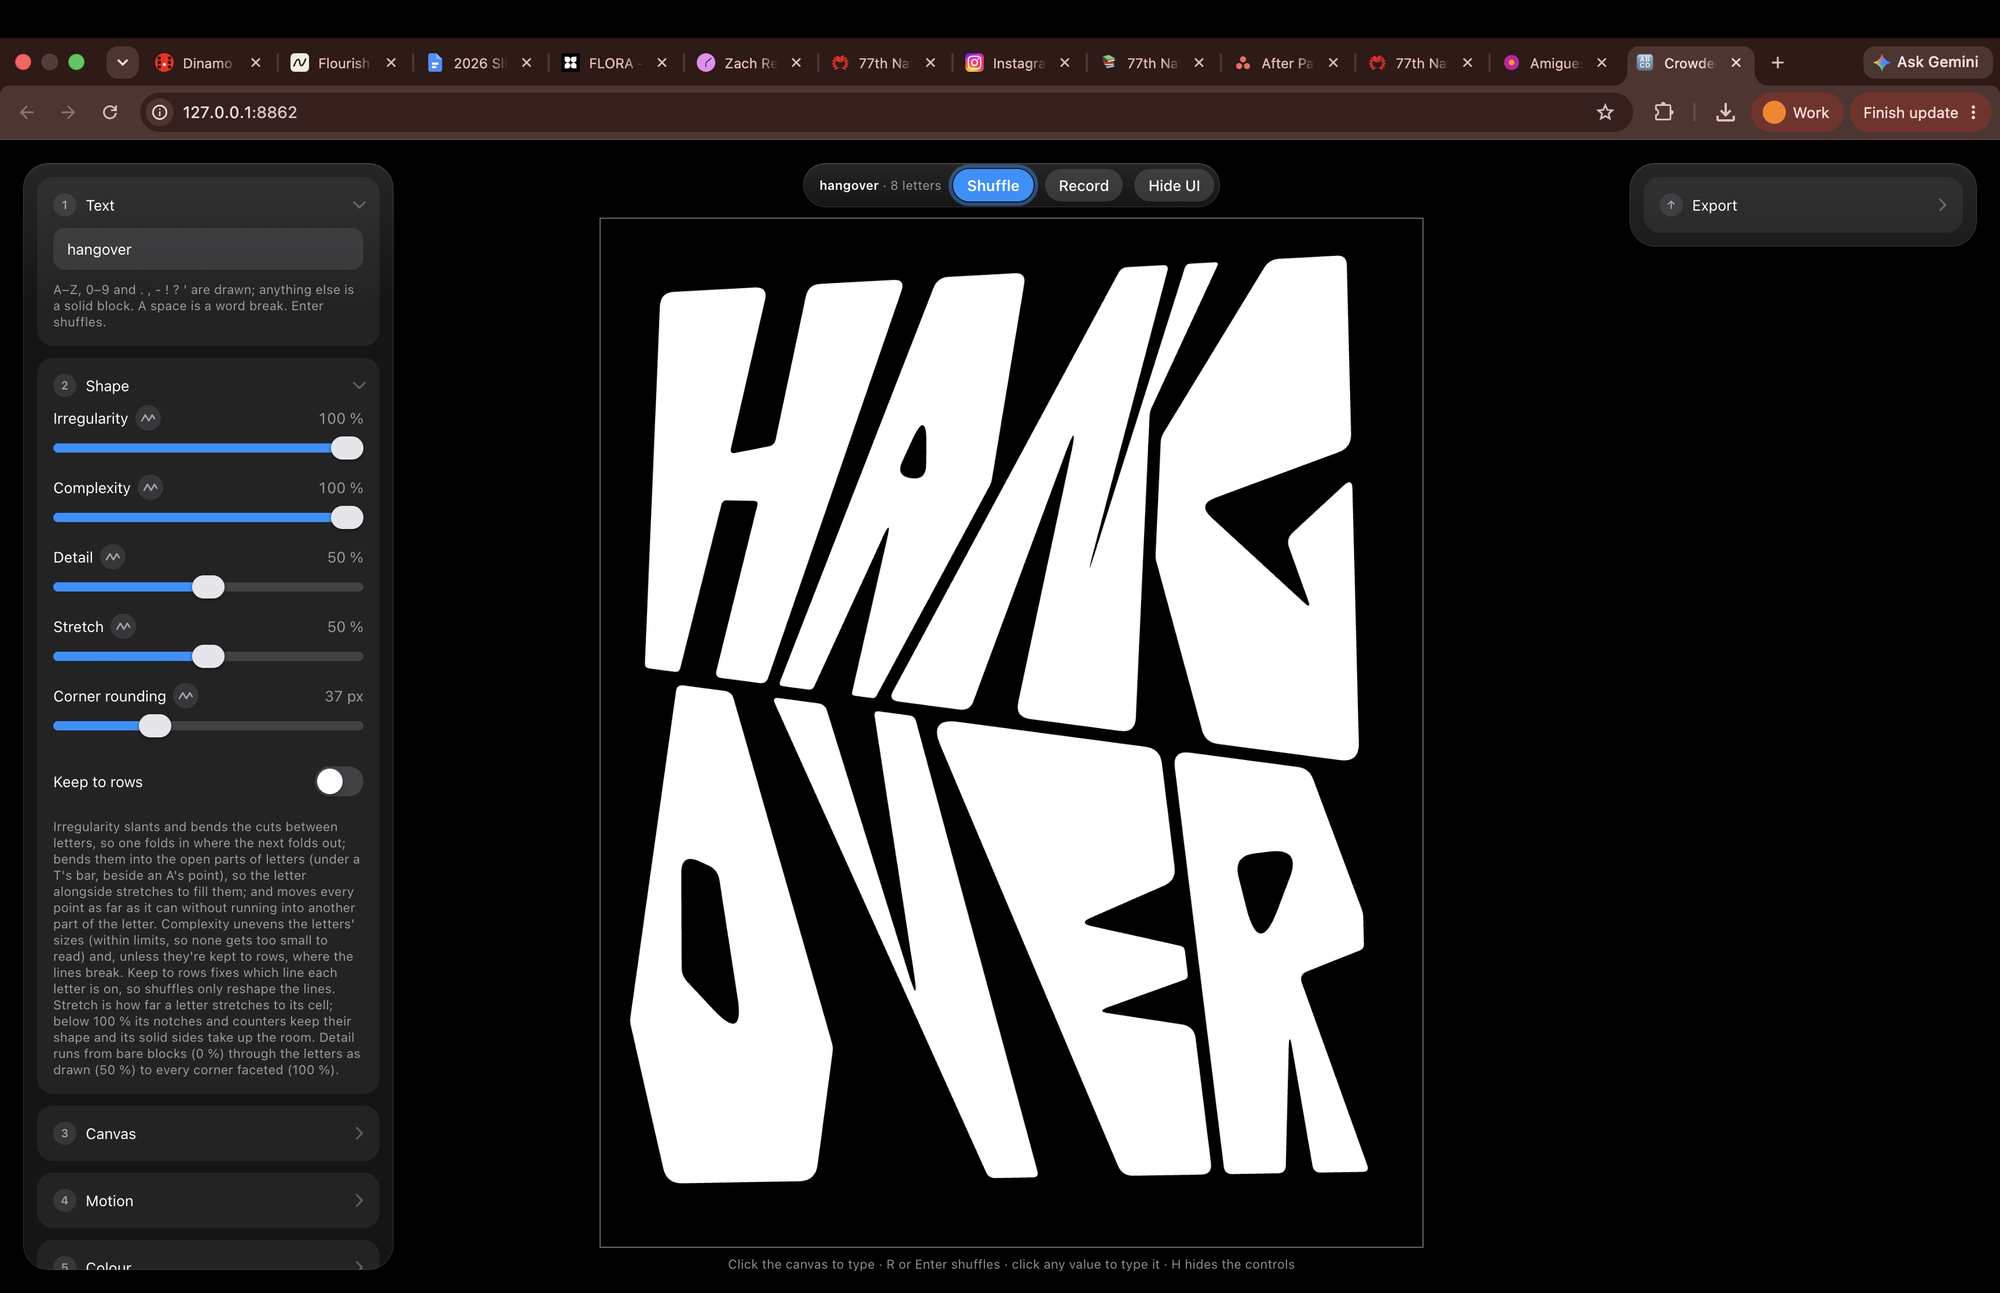 Dinamo
Flourish
2026 Sli
FLORA -
Zach Re
77th Na
Instagra
77th Na
After Pa
77th Na
Amigue
Crowde
Ask Gemini
127.0.0.1:8862
Work
Finish update
1 Text
hangover
A–Z, 0–9 and . , - ! ? ' are drawn; anything else is
a solid block. A space is a word break. Enter
shuffles.
2 Shape
Irregularity 100 %
Complexity 100 %
Detail 50 %
Stretch 50 %
Corner rounding 37 px
Keep to rows
Irregularity slants and bends the cuts between
letters, so one folds in where the next folds out;
bends them into the open parts of letters (under a
T's bar, beside an A's point), so the letter
alongside stretches to fill them; and moves every
point as far as it can without running into another
part of the letter. Complexity unevens the letters'
sizes (within limits, so none gets too small to
read) and, unless they're kept to rows, where the
lines break. Keep to rows fixes which line each
letter is on, so shuffles only reshape the lines.
Stretch is how far a letter stretches to its cell;
below 100 % its notches and counters keep their
shape and its solid sides take up the room. Detail
runs from bare blocks (0 %) through the letters as
drawn (50 %) to every corner faceted (100 %).
3 Canvas
4 Motion
5 Colour
hangover · 8 letters
Shuffle
Record
Hide UI
HANG
OVER
Click the canvas to type · R or Enter shuffles · click any value to type it · H hides the controls
Export